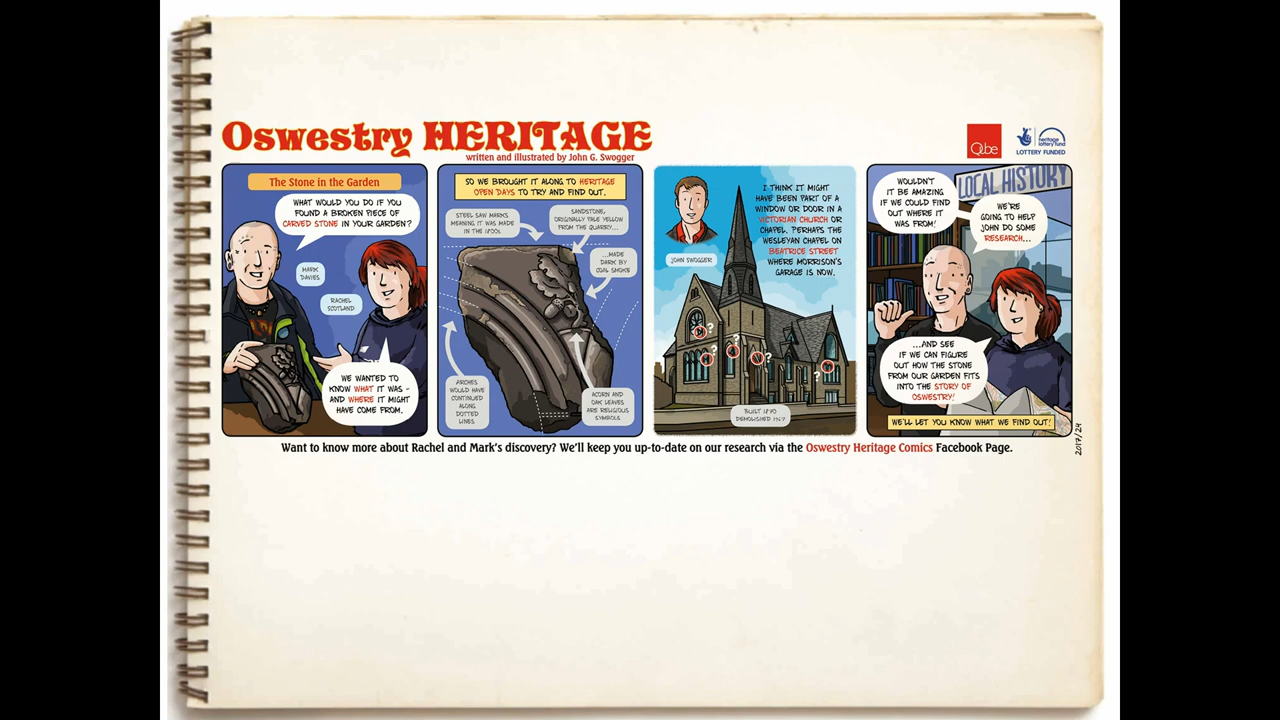 Oswestry HERITAGE
written and illustrated by John G. Swogger
Qube
heritage
lottery fund
LOTTERY FUNDED
The Stone in the Garden
WHAT WOULD YOU DO IF YOU
FOUND A BROKEN PIECE OF
CARVED STONE IN YOUR GARDEN?
MARK
DAVIES
RACHEL
SCOTLAND
WE WANTED TO
KNOW WHAT IT WAS -
AND WHERE IT MIGHT
HAVE COME FROM.
SO WE BROUGHT IT ALONG TO HERITAGE
OPEN DAYS TO TRY AND FIND OUT.
STEEL SAW MARKS
MEANING IT WAS MADE
IN THE 1800S
SANDSTONE,
ORIGINALLY PALE YELLOW
FROM THE QUARRY...
...MADE
DARK BY
COAL SMOKE
ARCHES
WOULD HAVE
CONTINUED
ALONG
DOTTED
LINES
ACORN AND
OAK LEAVES
ARE RELIGIOUS
SYMBOLS
JOHN SWOGGER
I THINK IT MIGHT
HAVE BEEN PART OF A
WINDOW OR DOOR IN A
VICTORIAN CHURCH OR
CHAPEL. PERHAPS THE
WESLEYAN CHAPEL ON
BEATRICE STREET
WHERE MORRISON'S
GARAGE IS NOW.
? ? ? ? ?
BUILT
DEMOLISHED
LOCAL HISTORY
WOULDN'T
IT BE AMAZING
IF WE COULD FIND
OUT WHERE IT
WAS FROM!
WE'RE
GOING TO HELP
JOHN DO SOME
RESEARCH...
...AND SEE
IF WE CAN FIGURE
OUT HOW THE STONE
FROM OUR GARDEN FITS
INTO THE STORY OF
OSWESTRY!
WE'LL LET YOU KNOW WHAT WE FIND OUT!
2017/24
Want to know more about Rachel and Mark's discovery? We'll keep you up-to-date on our research via the Oswestry Heritage Comics Facebook Page.